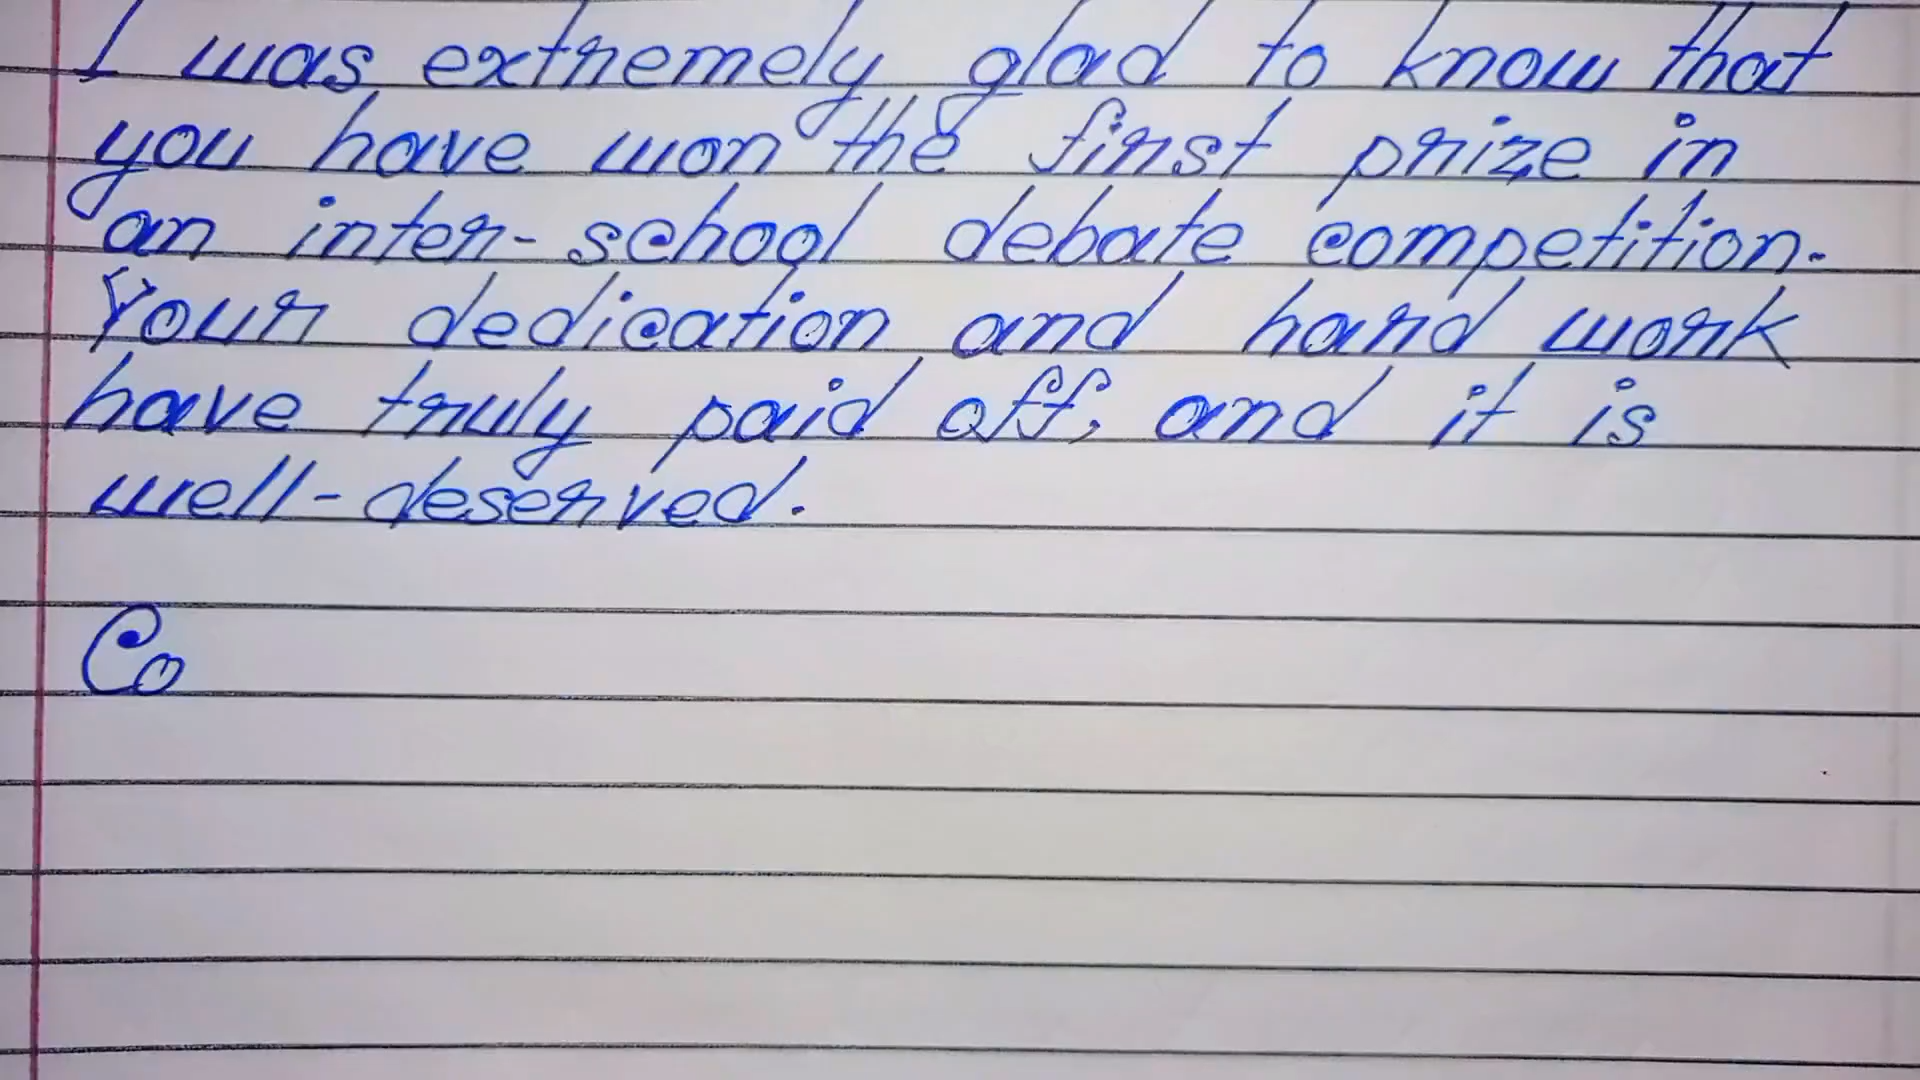 I was extremely glad to know that
you have won the first prize in
an inter-school debate competition.
Your dedication and hard work
have truly paid off, and it is
well-deserved.
Co